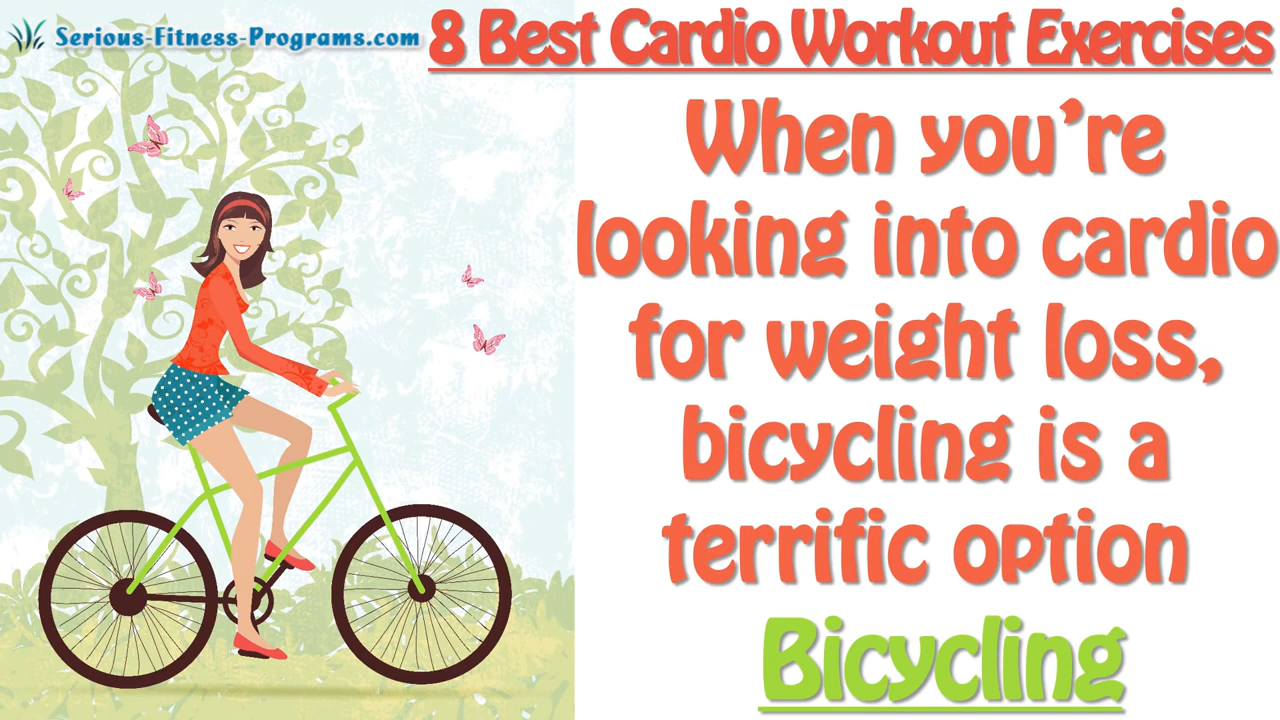 Serious-Fitness-Programs.com
8 Best Cardio Workout Exercises
When you’re
looking into cardio
for weight loss,
bicycling is a
terrific option
Bicycling